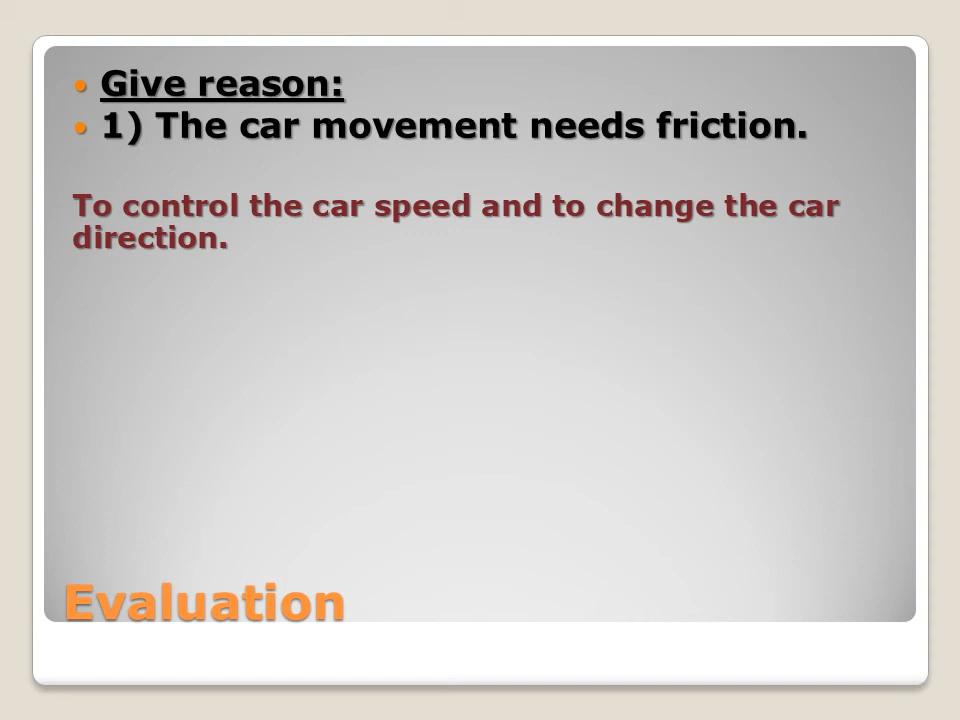 Give reason:
1) The car movement needs friction.
To control the car speed and to change the car
direction.
Evaluation